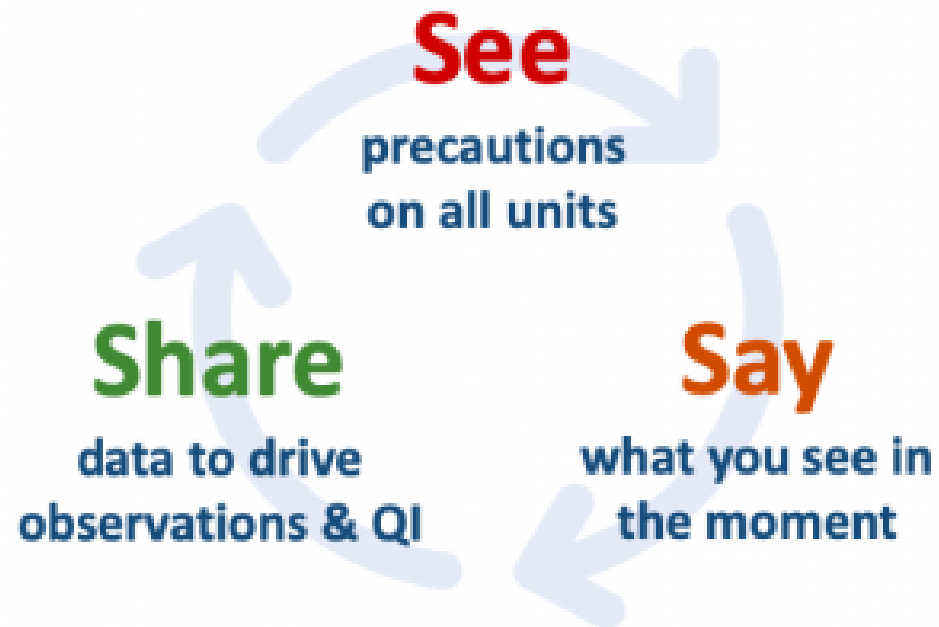 See
precautions
on all units
Say
what you see in
the moment
Share
data to drive
observations & QI